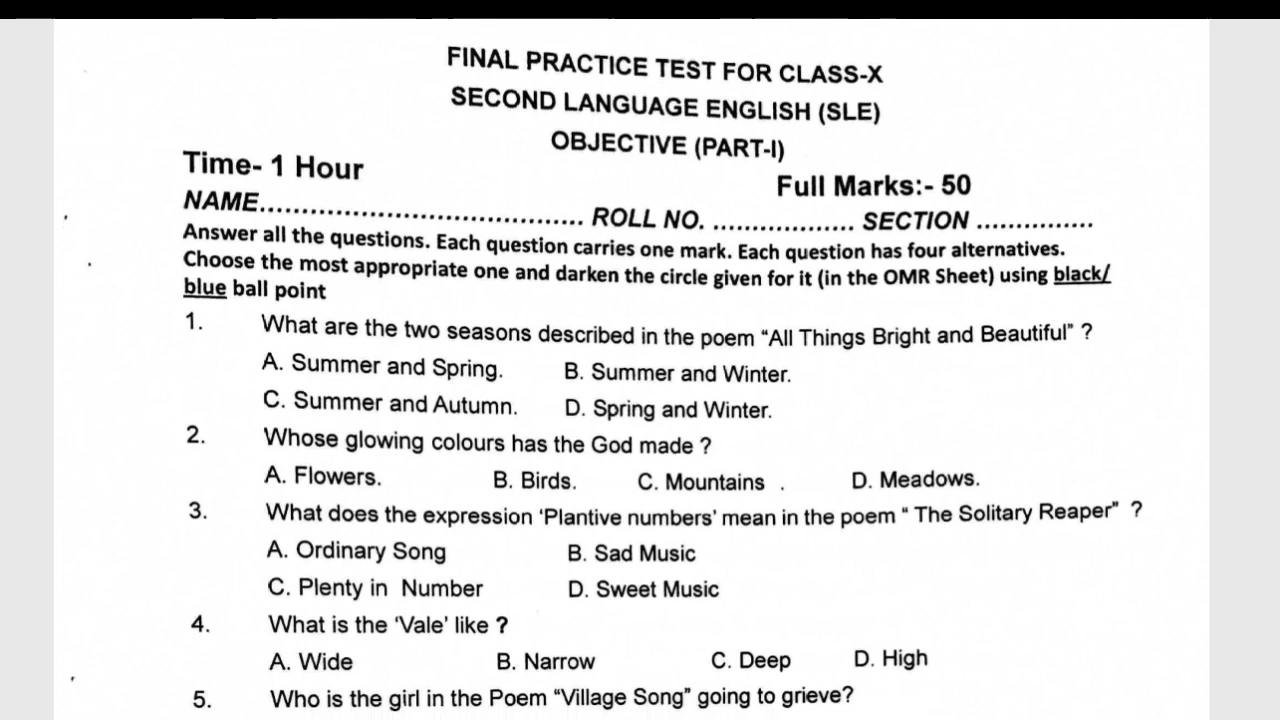 FINAL PRACTICE TEST FOR CLASS-X
SECOND LANGUAGE ENGLISH (SLE)
OBJECTIVE (PART-I)
Time- 1 Hour
Full Marks:- 50
NAME...................................... ROLL NO. ................. SECTION ..............
Answer all the questions. Each question carries one mark. Each question has four alternatives.
Choose the most appropriate one and darken the circle given for it (in the OMR Sheet) using black/
blue ball point
1. What are the two seasons described in the poem “All Things Bright and Beautiful” ?
A. Summer and Spring. B. Summer and Winter.
C. Summer and Autumn. D. Spring and Winter.
2. Whose glowing colours has the God made ?
A. Flowers. B. Birds. C. Mountains . D. Meadows.
3. What does the expression ‘Plantive numbers’ mean in the poem “ The Solitary Reaper” ?
A. Ordinary Song B. Sad Music
C. Plenty in Number D. Sweet Music
4. What is the ‘Vale’ like ?
A. Wide B. Narrow C. Deep D. High
5. Who is the girl in the Poem “Village Song” going to grieve?